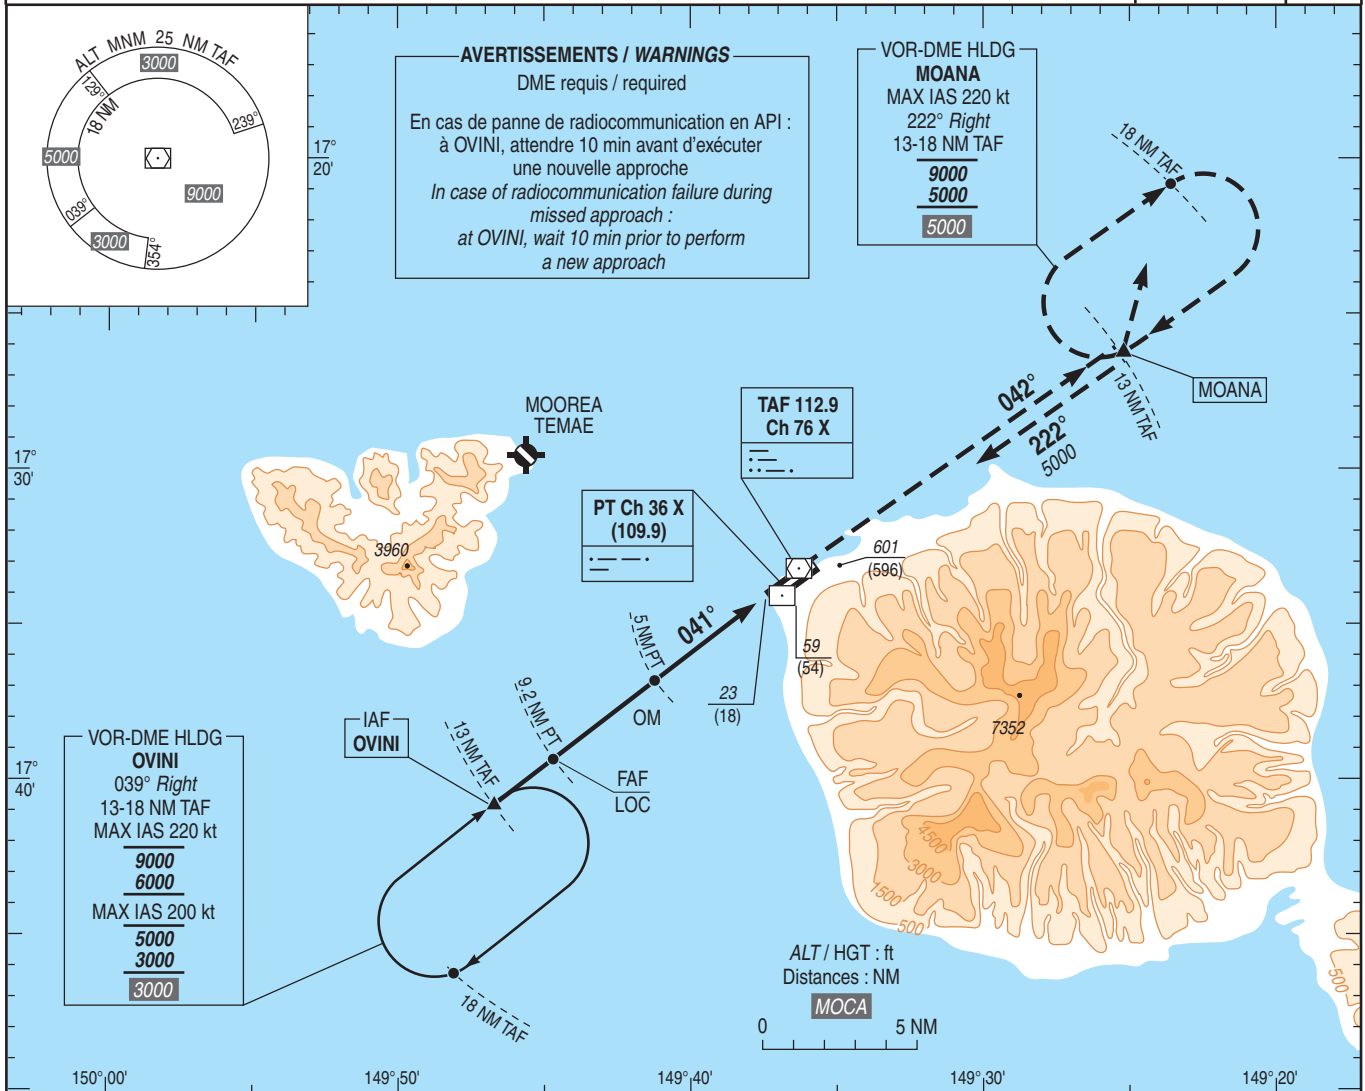 ALT MNM 25 NM TAF
3000
129°
18 NM
239°
5000
9000
039°
3000
354°
AVERTISSEMENTS / WARNINGS
DME requis / required
En cas de panne de radiocommunication en API :
à OVINI, attendre 10 min avant d'exécuter
une nouvelle approche
In case of radiocommunication failure during
missed approach :
at OVINI, wait 10 min prior to perform
a new approach
VOR-DME HLDG
MOANA
MAX IAS 220 kt
222° Right
13-18 NM TAF
9000
5000
5000
18 NM TAF
17°
20'
MOANA
13 NM TAF
042°
222°
5000
MOOREA
TEMAE
TAF 112.9
Ch 76 X
17°
30'
PT Ch 36 X
(109.9)
3960
601
(596)
5 NM PT
041°
59
(54)
23
(18)
OM
9.2 NM PT
7352
IAF
OVINI
13 NM TAF
FAF
LOC
VOR-DME HLDG
OVINI
039° Right
13-18 NM TAF
MAX IAS 220 kt
9000
6000
MAX IAS 200 kt
5000
3000
3000
17°
40'
4500
3000
1500
500
500
18 NM TAF
ALT / HGT : ft
Distances : NM
MOCA
0 5 NM
150°00' 149°50' 149°40' 149°30' 149°20'